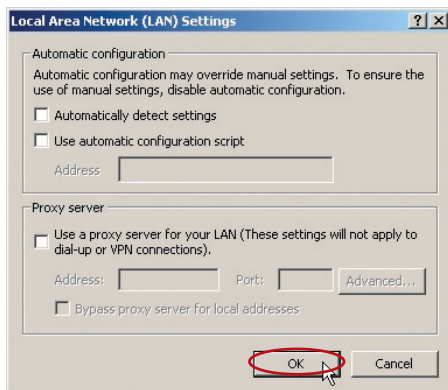 Local Area Network (LAN) Settings
Automatic configuration
Automatic configuration may override manual settings. To ensure the
use of manual settings, disable automatic configuration.
Automatically detect settings
Use automatic configuration script
Address
Proxy server
Use a proxy server for your LAN (These settings will not apply to
dial-up or VPN connections).
Address: Port: Advanced...
Bypass proxy server for local addresses
OK Cancel